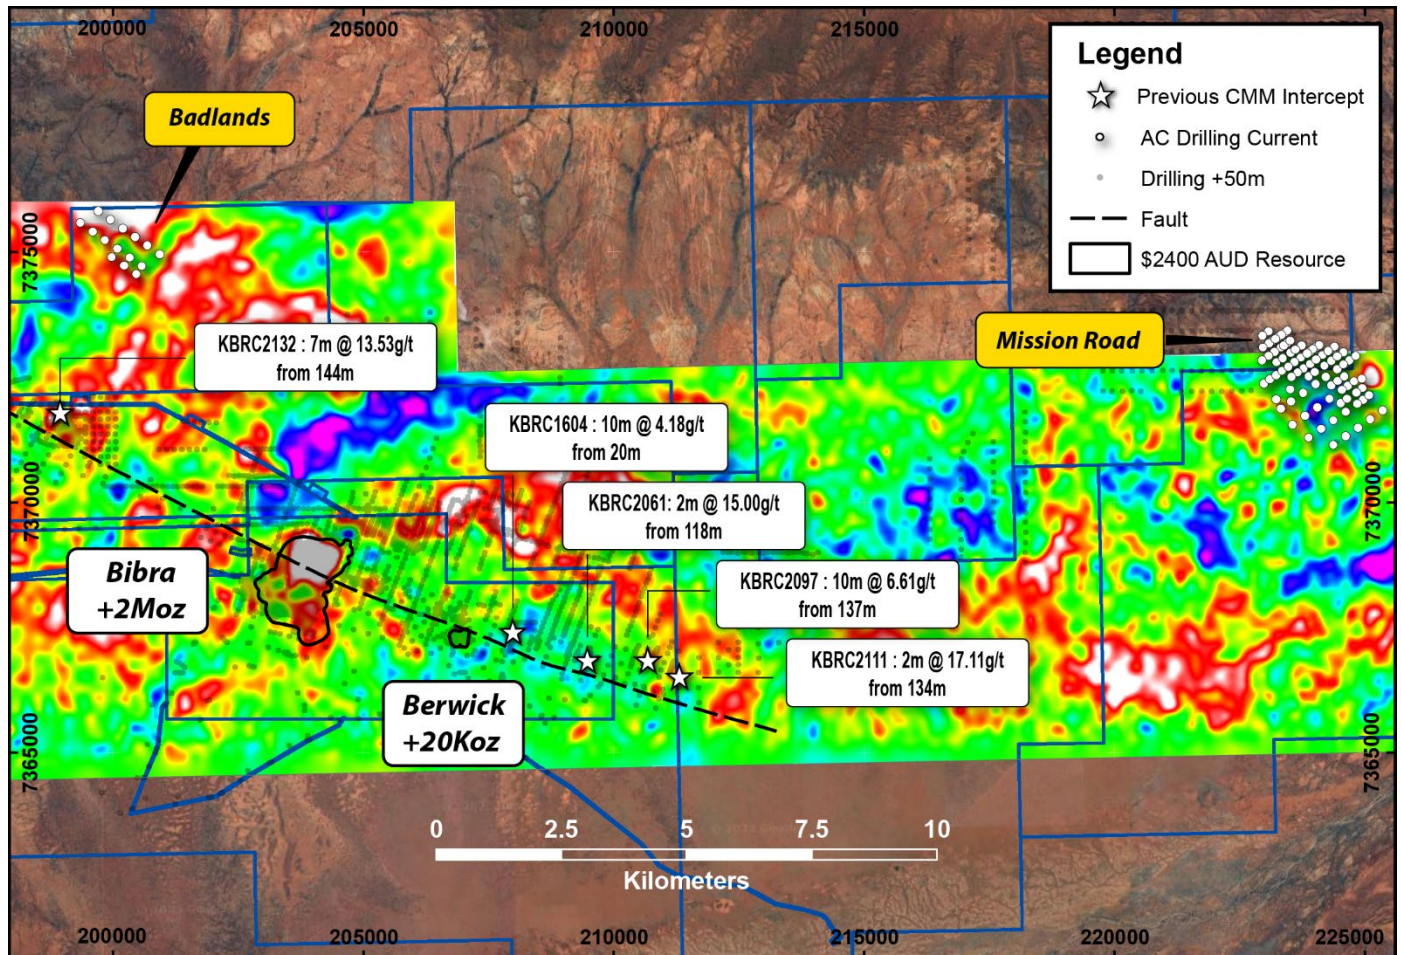 200000
205000
210000
215000
Legend
Previous CMM Intercept
AC Drilling Current
Drilling +50m
Fault
$2400 AUD Resource
Badlands
7375000
7375000
Mission Road
KBRC2132 : 7m @ 13.53g/t
from 144m
KBRC1604 : 10m @ 4.18g/t
from 20m
7370000
7370000
KBRC2061: 2m @ 15.00g/t
from 118m
Bibra
+2Moz
KBRC2097 : 10m @ 6.61g/t
from 137m
KBRC2111 : 2m @ 17.11g/t
from 134m
Berwick
+20Koz
7365000
7365000
0 2.5 5 7.5 10
Kilometers
200000
205000
210000
215000
220000
225000